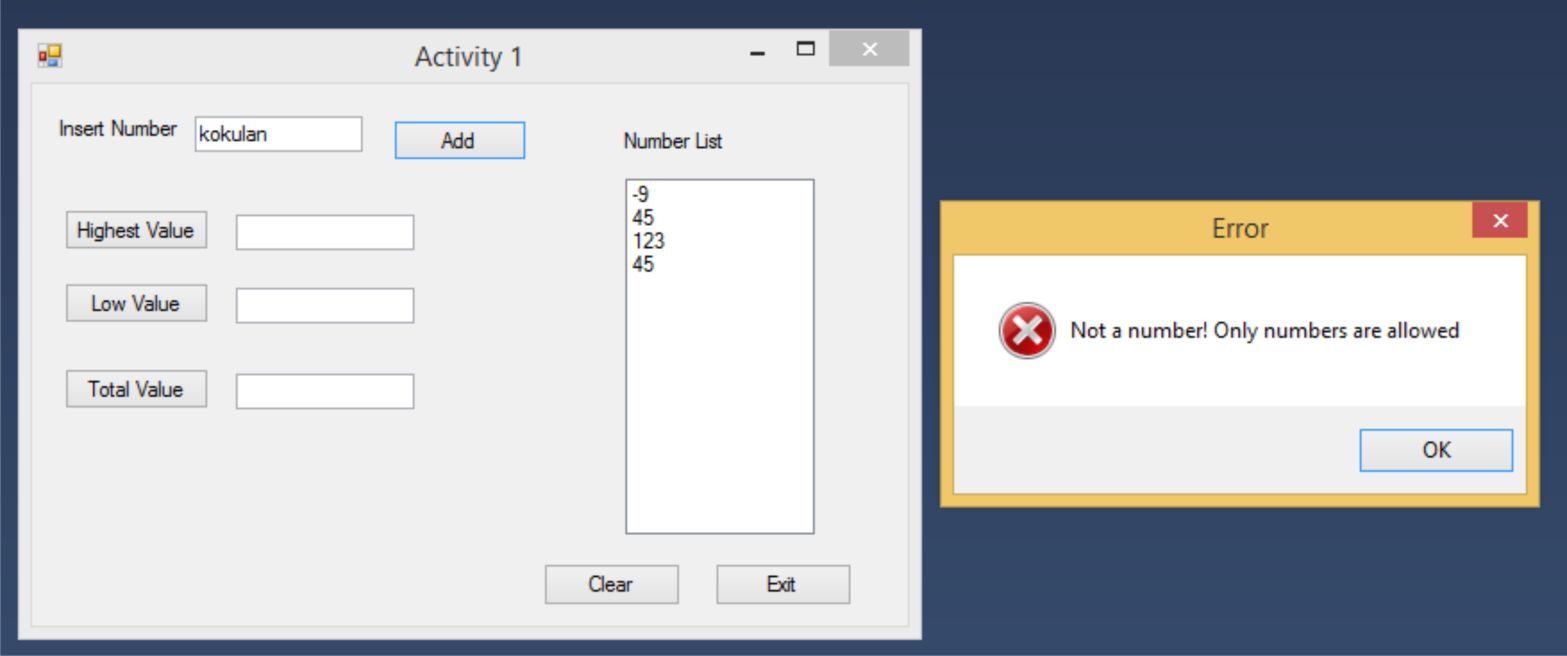 Activity 1
Insert Number kokulan Add
Number List
-9
45
123
45
Highest Value
Low Value
Total Value
Clear Exit
Error
Not a number! Only numbers are allowed
OK